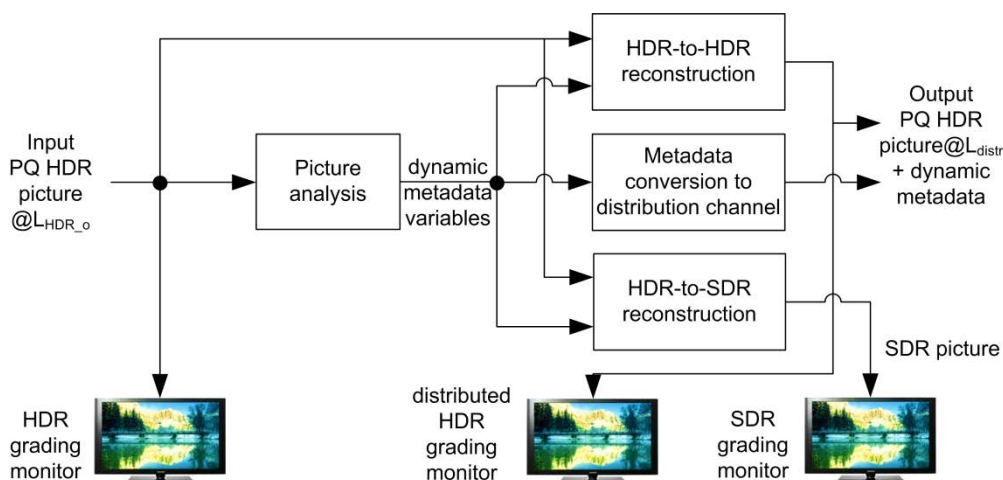 HDR-to-HDR
reconstruction
Input
PQ HDR
picture
@LHDR_o
Picture
analysis
dynamic
metadata
variables
Metadata
conversion to
distribution channel
Output
PQ HDR
picture@Ldistr
+ dynamic
metadata
HDR-to-SDR
reconstruction
SDR picture
HDR
grading
monitor
distributed
HDR
grading
monitor
SDR
grading
monitor